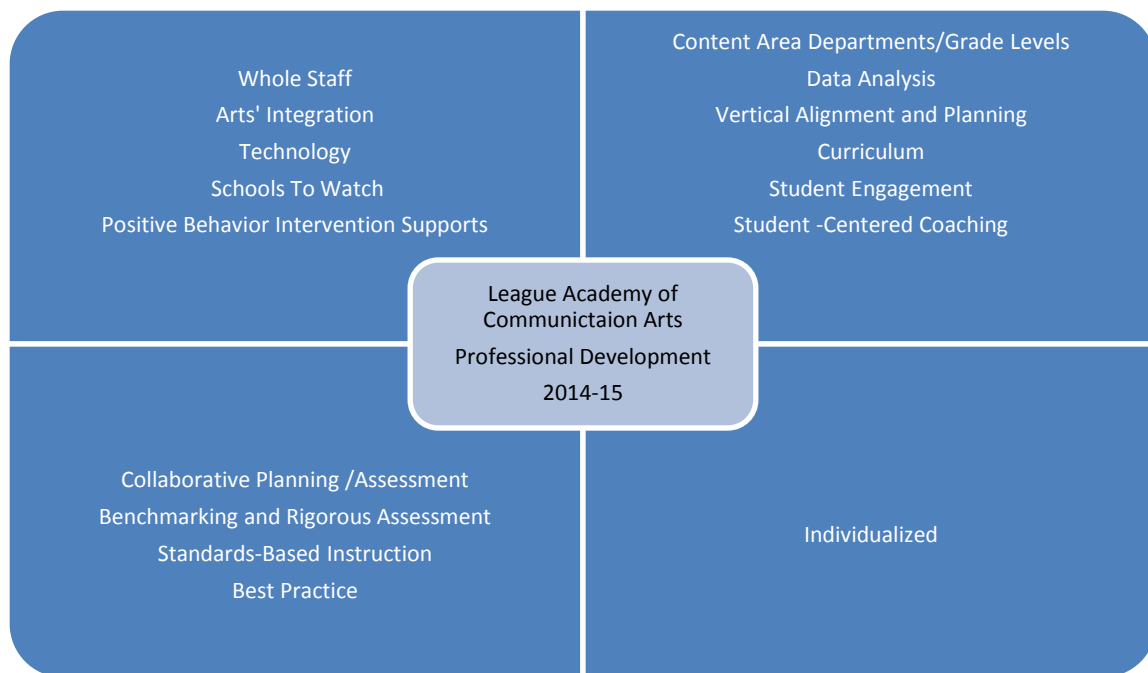 Whole Staff
Arts' Integration
Technology
Schools To Watch
Positive Behavior Intervention Supports
Content Area Departments/Grade Levels
Data Analysis
Vertical Alignment and Planning
Curriculum
Student Engagement
Student -Centered Coaching
League Academy of
Communictaion Arts
Professional Development
2014-15
Collaborative Planning /Assessment
Benchmarking and Rigorous Assessment
Standards-Based Instruction
Best Practice
Individualized